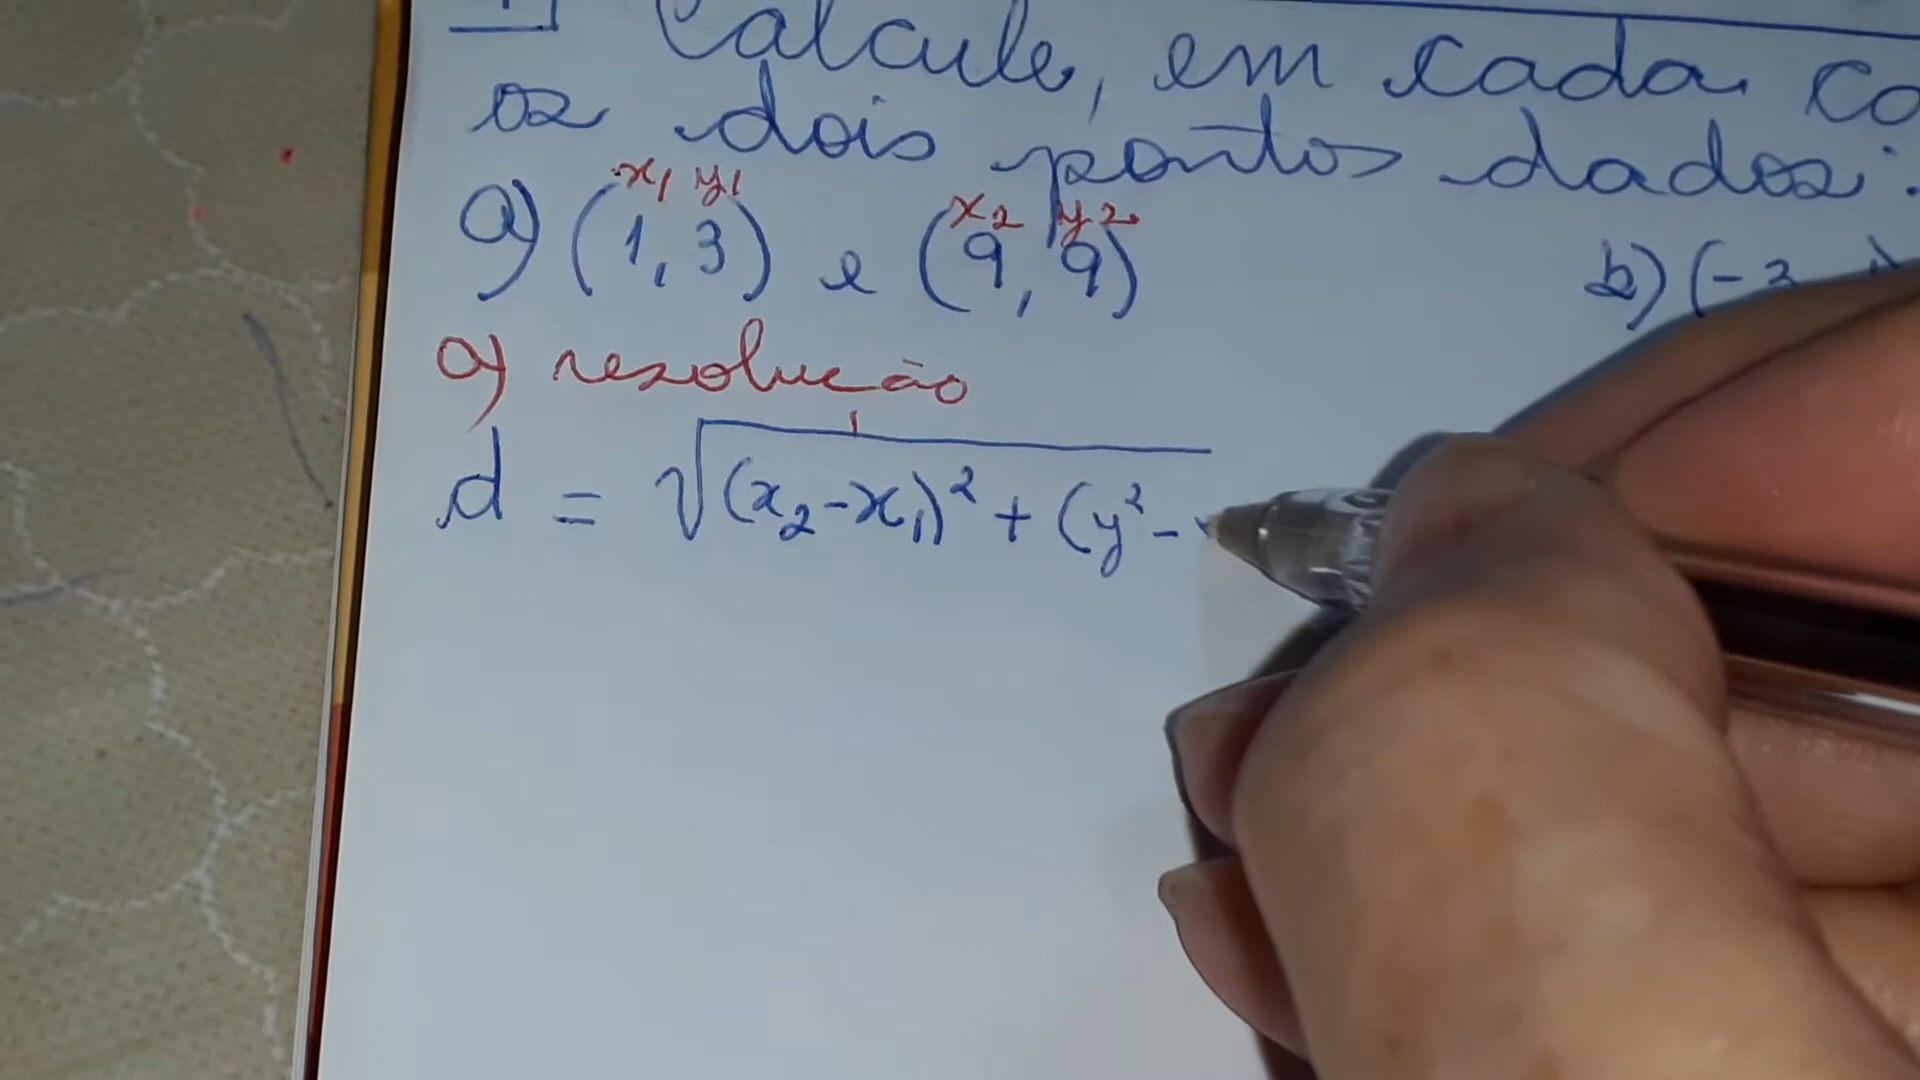 Calcule, em cada
os dois pontos dados:
x1 y1 x2 y2
a) (1, 3) e (9, 9)
b) (-3
a) resolução
d = √(x₂-x₁)² + (y²-